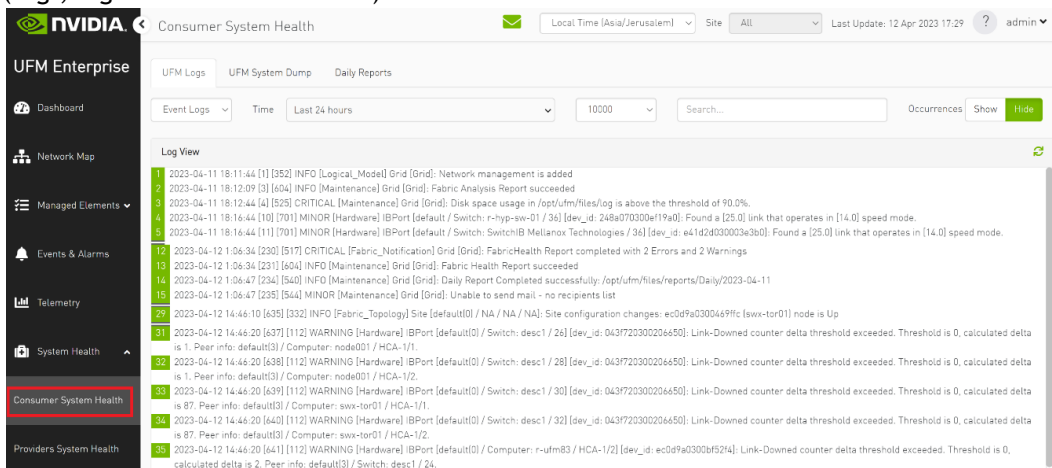 NVIDIA.
Consumer System Health
Local Time (Asia/Jerusalem)
Site
All
Last Update: 12 Apr 2023 17:29
?
admin
UFM Enterprise
UFM Logs
UFM System Dump
Daily Reports
Dashboard
Event Logs
Time
Last 24 hours
10000
Search...
Occurrences
Show
Hide
Network Map
Log View
1 2023-04-11 18:11:44 [1] [352] INFO [Logical_Model] Grid [Grid]: Network management is added
2 2023-04-11 18:12:09 [3] [604] INFO [Maintenance] Grid [Grid]: Fabric Analysis Report succeeded
3 2023-04-11 18:12:44 [4] [525] CRITICAL [Maintenance] Grid [Grid]: Disk space usage in /opt/ufm/files/log is above the threshold of 90.0%.
4 2023-04-11 18:16:44 [10] [701] MINOR [Hardware] IBPort [default / Switch: r-hyp-sw-01 / 36] [dev_id: 248a070300ef19a0]: Found a [25.0] link that operates in [14.0] speed mode.
5 2023-04-11 18:16:44 [11] [701] MINOR [Hardware] IBPort [default / Switch: SwitchIB Mellanox Technologies / 36] [dev_id: e41d2d030003e3b0]: Found a [25.0] link that operates in [14.0] speed mode.
12 2023-04-12 1:06:34 [230] [517] CRITICAL [Fabric_Notification] Grid [Grid]: FabricHealth Report completed with 2 Errors and 2 Warnings
13 2023-04-12 1:06:34 [231] [604] INFO [Maintenance] Grid [Grid]: Fabric Health Report succeeded
14 2023-04-12 1:06:47 [234] [540] INFO [Maintenance] Grid [Grid]: Daily Report Completed successfully: /opt/ufm/files/reports/Daily/2023-04-11
15 2023-04-12 1:06:47 [235] [544] MINOR [Maintenance] Grid [Grid]: Unable to send mail - no recipients list
29 2023-04-12 14:46:10 [635] [332] INFO [Fabric_Topology] Site [default(0) / NA / NA / NA]: Site configuration changes: ec0d9a0300469ffc (swx-tor01) node is Up
31 2023-04-12 14:46:20 [637] [112] WARNING [Hardware] IBPort [default(0) / Switch: desc1 / 26] [dev_id: 043f720300206650]: Link-Downed counter delta threshold exceeded. Threshold is 0, calculated delta
is 1. Peer info: default(3) / Computer: node001 / HCA-1/1.
32 2023-04-12 14:46:20 [638] [112] WARNING [Hardware] IBPort [default(0) / Switch: desc1 / 28] [dev_id: 043f720300206650]: Link-Downed counter delta threshold exceeded. Threshold is 0, calculated delta
is 1. Peer info: default(3) / Computer: node001 / HCA-1/2.
33 2023-04-12 14:46:20 [639] [112] WARNING [Hardware] IBPort [default(0) / Switch: desc1 / 30] [dev_id: 043f720300206650]: Link-Downed counter delta threshold exceeded. Threshold is 0, calculated delta
is 87. Peer info: default(3) / Computer: swx-tor01 / HCA-1/1.
34 2023-04-12 14:46:20 [640] [112] WARNING [Hardware] IBPort [default(0) / Switch: desc1 / 32] [dev_id: 043f720300206650]: Link-Downed counter delta threshold exceeded. Threshold is 0, calculated delta
is 87. Peer info: default(3) / Computer: swx-tor01 / HCA-1/2.
35 2023-04-12 14:46:20 [641] [112] WARNING [Hardware] IBPort [default(0) / Computer: r-ufm83 / HCA-1/2] [dev_id: ec0d9a0300bf52f4]: Link-Downed counter delta threshold exceeded. Threshold is 0,
calculated delta is 2. Peer info: default(3) / Switch: desc1 / 24.
Managed Elements
Events & Alarms
Telemetry
System Health
Consumer System Health
Providers System Health